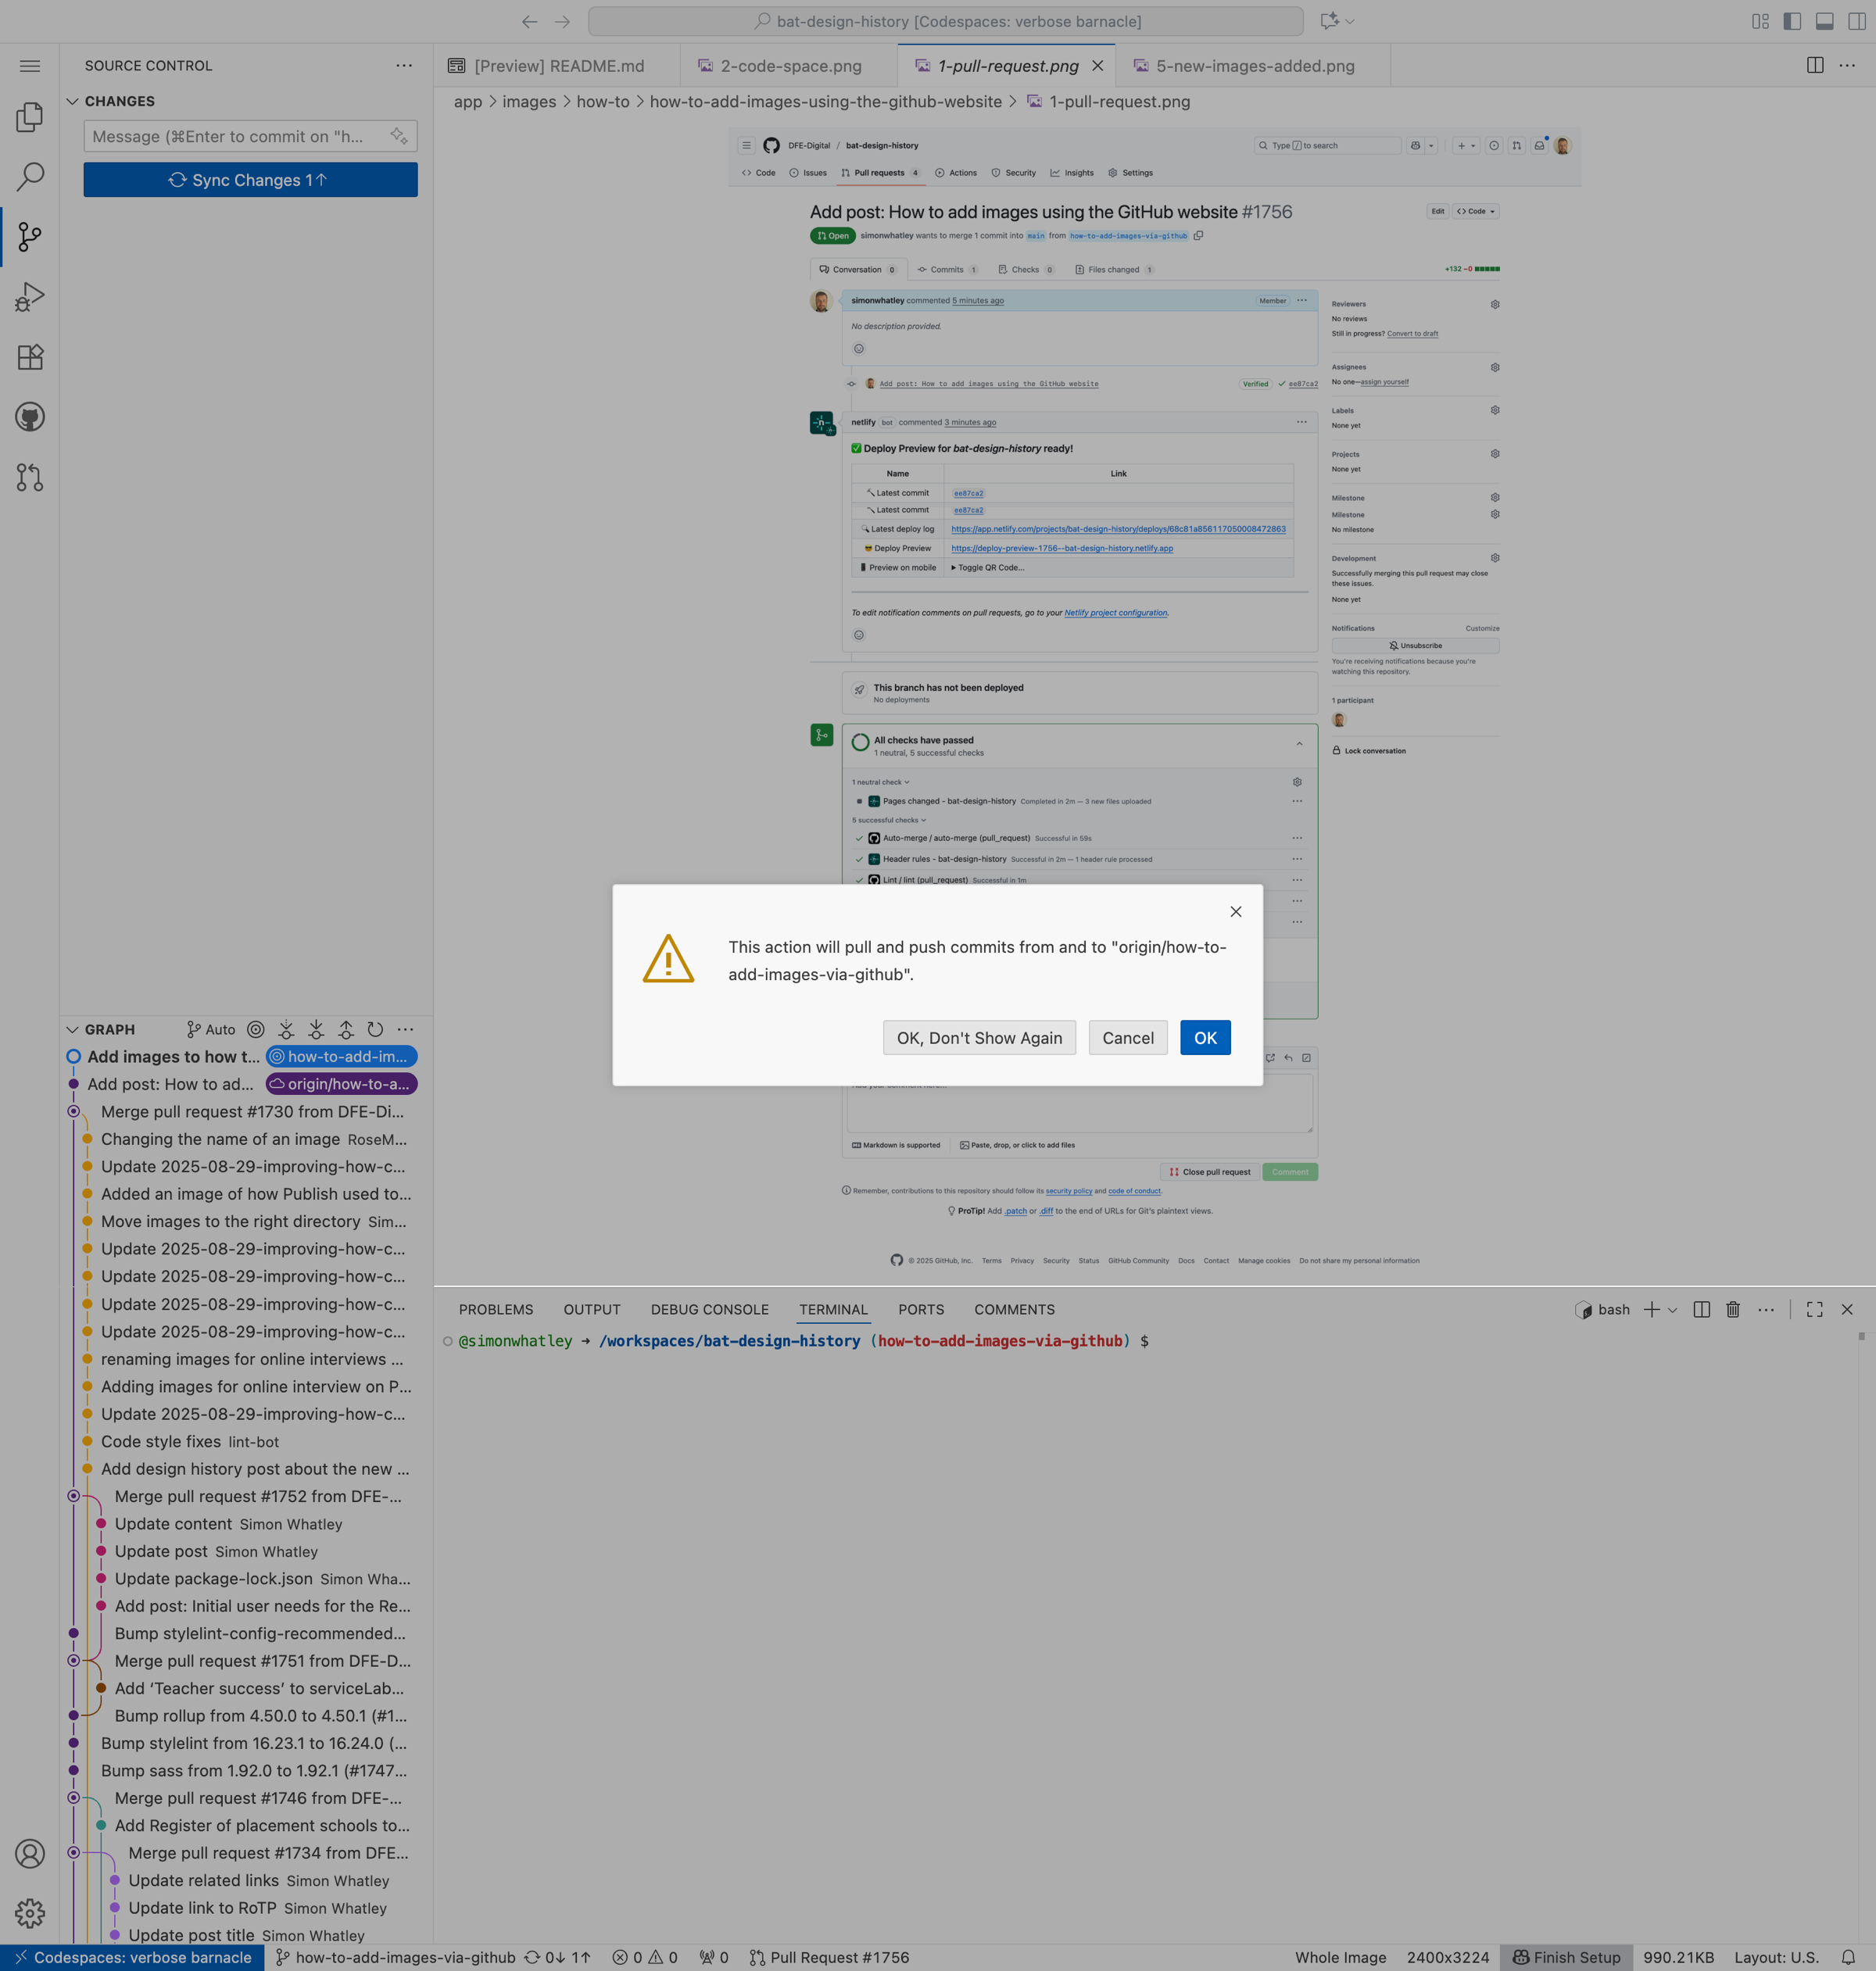 bat-design-history [Codespaces: verbose barnacle]
SOURCE CONTROL
CHANGES
Message (⌘Enter to commit on "h...
Sync Changes 1↑
[Preview] README.md
2-code-space.png
1-pull-request.png
5-new-images-added.png
app > images > how-to > how-to-add-images-using-the-github-website > 1-pull-request.png
DFE-Digital / bat-design-history
Type / to search
Code
Issues
Pull requests 4
Actions
Security
Insights
Settings
Add post: How to add images using the GitHub website #1756
Edit
<> Code
Open
simonwhatley wants to merge 1 commit into main from how-to-add-images-via-github
Conversation 0
Commits 1
Checks 0
Files changed 1
+132 −0
simonwhatley commented 5 minutes ago
Member
No description provided.
Add post: How to add images using the GitHub website
Verified
ee87ca2
netlify bot commented 3 minutes ago
Deploy Preview for bat-design-history ready!
Name Link
Latest commit ee87ca2
Latest commit ee87ca2
Latest deploy log https://app.netlify.com/projects/bat-design-history/deploys/68c81a856117050008472863
Deploy Preview https://deploy-preview-1756--bat-design-history.netlify.app
Preview on mobile Toggle QR Code...
To edit notification comments on pull requests, go to your Netlify project configuration.
This branch has not been deployed
No deployments
All checks have passed
1 neutral, 5 successful checks
1 neutral check
Pages changed - bat-design-history Completed in 2m — 3 new files uploaded
5 successful checks
Auto-merge / auto-merge (pull_request) Successful in 59s
Header rules - bat-design-history Successful in 2m — 1 header rule processed
Lint / lint (pull_request) Successful in 1m
Reviewers
No reviews
Still in progress? Convert to draft
Assignees
No one—assign yourself
Labels
None yet
Projects
None yet
Milestone
Milestone
No milestone
Development
Successfully merging this pull request may close
these issues.
None yet
Notifications
Customize
Unsubscribe
You're receiving notifications because you're
watching this repository.
1 participant
Lock conversation
This action will pull and push commits from and to "origin/how-to-
add-images-via-github".
OK, Don't Show Again
Cancel
OK
Markdown is supported
Paste, drop, or click to add files
Close pull request
Comment
Remember, contributions to this repository should follow its security policy and code of conduct.
ProTip! Add .patch or .diff to the end of URLs for Git's plaintext views.
© 2025 GitHub, Inc. Terms Privacy Security Status GitHub Community Docs Contact Manage cookies Do not share my personal information
GRAPH
Auto
Add images to how t... how-to-add-im...
Add post: How to ad... origin/how-to-a...
Merge pull request #1730 from DFE-Di...
Changing the name of an image RoseM...
Update 2025-08-29-improving-how-c...
Added an image of how Publish used to...
Move images to the right directory Sim...
Update 2025-08-29-improving-how-c...
Update 2025-08-29-improving-how-c...
Update 2025-08-29-improving-how-c...
Update 2025-08-29-improving-how-c...
renaming images for online interviews ...
Adding images for online interview on P...
Update 2025-08-29-improving-how-c...
Code style fixes lint-bot
Add design history post about the new ...
Merge pull request #1752 from DFE-...
Update content Simon Whatley
Update post Simon Whatley
Update package-lock.json Simon Wha...
Add post: Initial user needs for the Re...
Bump stylelint-config-recommended...
Merge pull request #1751 from DFE-D...
Add ‘Teacher success’ to serviceLab...
Bump rollup from 4.50.0 to 4.50.1 (#1...
Bump stylelint from 16.23.1 to 16.24.0 (...
Bump sass from 1.92.0 to 1.92.1 (#1747...
Merge pull request #1746 from DFE-...
Add Register of placement schools to...
Merge pull request #1734 from DFE...
Update related links Simon Whatley
Update link to RoTP Simon Whatley
Update post title Simon Whatley
PROBLEMS
OUTPUT
DEBUG CONSOLE
TERMINAL
PORTS
COMMENTS
bash
@simonwhatley → /workspaces/bat-design-history (how-to-add-images-via-github) $
Codespaces: verbose barnacle
how-to-add-images-via-github
0↓ 1↑
0
0
0
Pull Request #1756
Whole Image
2400x3224
Finish Setup
990.21KB
Layout: U.S.